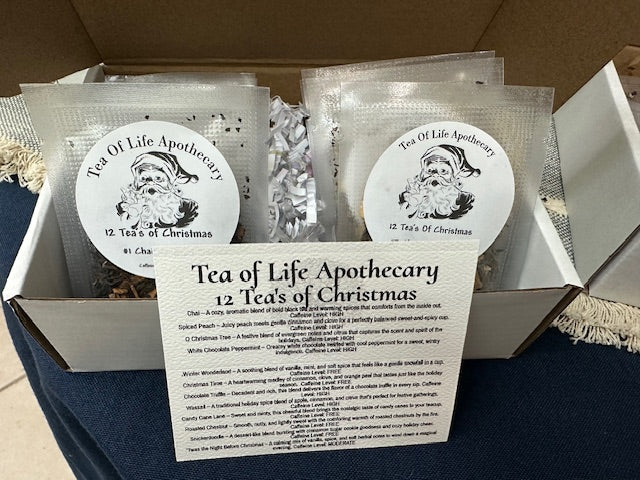 Tea Of Life Apothecary
12 Tea's of Christmas
#1 Chai
Tea Of Life Apothecary
12 Tea's Of Christmas
Tea of Life Apothecary
12 Tea's of Christmas
Chai – A cozy, aromatic blend of bold black tea and warming spices that comforts from the inside out.
Caffeine Level: HIGH
Spiced Peach – Juicy peach meets gentle cinnamon and clove for a perfectly balanced sweet-and-spicy cup.
Caffeine Level: HIGH
O Christmas Tree – A festive blend of evergreen notes and citrus that captures the scent and spirit of the
holidays. Caffeine Level: HIGH
White Chocolate Peppermint – Creamy white chocolate swirled with cool peppermint for a sweet, wintry
indulgence. Caffeine Level: HIGH
Winter Wonderland – A soothing blend of vanilla, mint, and soft spice that feels like a gentle snowfall in a cup.
Caffeine Level: FREE
Christmas Time – A heartwarming medley of cinnamon, clove, and orange peel that tastes just like the holiday
season. Caffeine Level: FREE
Chocolate Truffle – Decadent and rich, this blend delivers the flavor of a chocolate truffle in every sip. Caffeine
Level: HIGH
Wassail – A traditional holiday spice blend of apple, cinnamon, and citrus that's perfect for festive gatherings.
Caffeine Level: HIGH
Candy Cane Lane – Sweet and minty, this cheerful blend brings the nostalgic taste of candy canes to your teacup.
Caffeine Level: FREE
Roasted Chestnut – Smooth, nutty, and lightly sweet with the comforting warmth of roasted chestnuts by the fire.
Caffeine Level: FREE
Snickerdoodle – A dessert-like blend bursting with cinnamon sugar cookie goodness and cozy holiday cheer.
Caffeine Level: FREE
'Twas the Night Before Christmas – A calming mix of vanilla, spice, and soft herbal notes to wind down a magical
evening. Caffeine Level: MODERATE